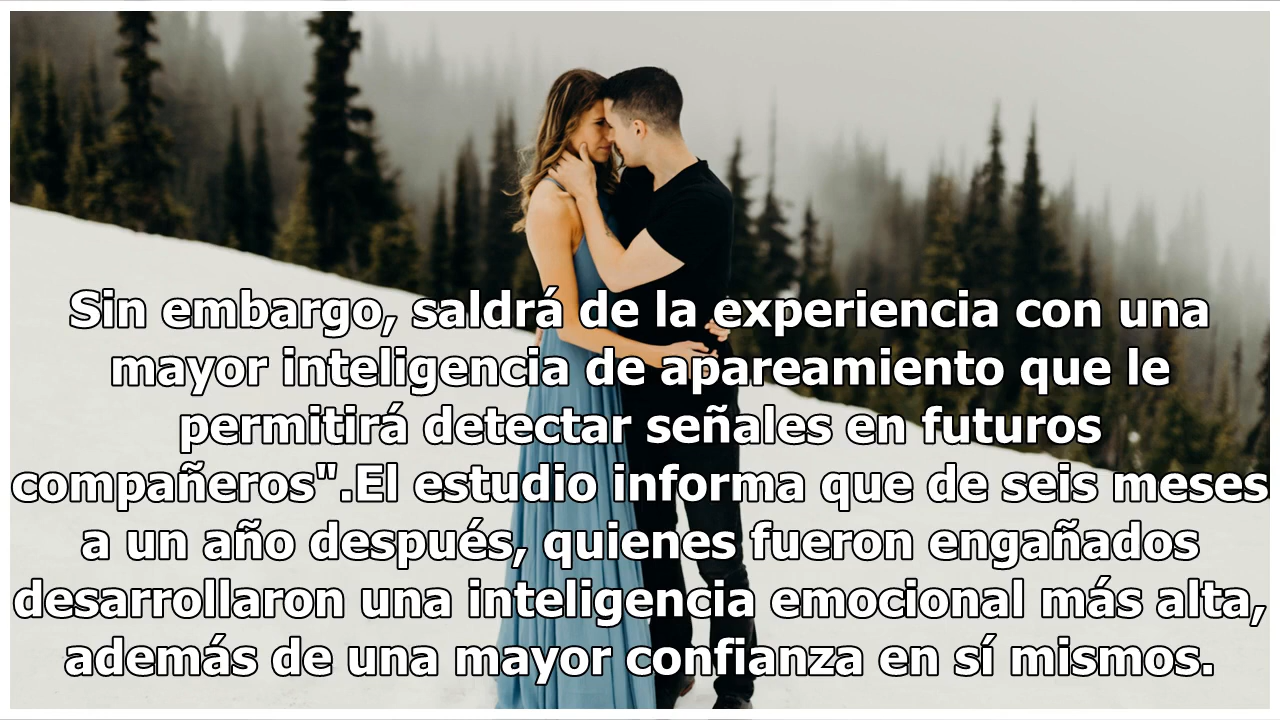 Sin embargo, saldrá de la experiencia con una
mayor inteligencia de apareamiento que le
permitirá detectar señales en futuros
compañeros".El estudio informa que de seis meses
a un año después, quienes fueron engañados
desarrollaron una inteligencia emocional más alta,
además de una mayor confianza en sí mismos.